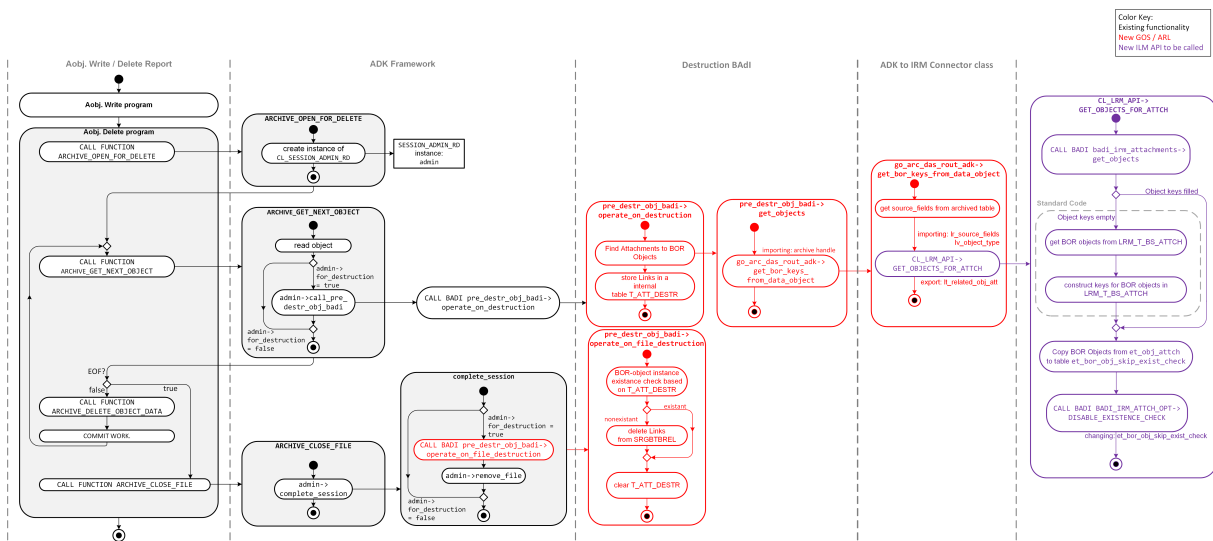 Color Key:
Existing functionality
New GOS / ARL
New ILM API to be called
Aobj. Write / Delete Report
ADK Framework
Destruction BAdI
ADK to IRM Connector class
Aobj. Write program
Aobj. Delete program
CALL FUNCTION
ARCHIVE_OPEN_FOR_DELETE
CALL FUNCTION
ARCHIVE_GET_NEXT_OBJECT
EOF?
false
true
CALL FUNCTION
ARCHIVE_DELETE_OBJECT_DATA
COMMIT WORK.
CALL FUNCTION ARCHIVE_CLOSE_FILE
ARCHIVE_OPEN_FOR_DELETE
create instance of
CL_SESSION_ADMIN_RD
SESSION_ADMIN_RD
instance:
admin
ARCHIVE_GET_NEXT_OBJECT
read object
admin->
for_destruction
= true
admin->call_pre_
destr_obj_badi
admin->
for_destruction
= false
CALL BADI pre_destr_obj_badi->
operate_on_destruction
ARCHIVE_CLOSE_FILE
admin->
complete_session
complete_session
admin->
for_destruction =
true
CALL BADI pre_destr_obj_badi->
operate_on_file_destruction
admin->remove_file
admin->
for_destruction
= false
pre_destr_obj_badi->
operate_on_destruction
Find Attachments to BOR
Objects
store Links in a
internal
table T_ATT_DESTR
pre_destr_obj_badi->
operate_on_file_destruction
BOR-object instance
existance check based
on T_ATT_DESTR
existant
nonexistant
delete Links
from SRGBTBREL
clear T_ATT_DESTR
pre_destr_obj_badi->
get_objects
importing: archive handle
go_arc_das_rout_adk->
get_bor_keys_
from_data_object
go_arc_das_rout_adk->
get_bor_keys_from_data_object
get source_fields from archived table
importing: lr_source_fields
lv_object_type
CL_LRM_API->
GET_OBJECTS_FOR_ATTCH
export: lt_related_obj_att
CL_LRM_API->
GET_OBJECTS_FOR_ATTCH
CALL BADI badi_irm_attachments->
get_objects
Object keys filled
Standard Code
Object keys empty
get BOR objects from LRM_T_BS_ATTCH
construct keys for BOR objects in
LRM_T_BS_ATTCH
Copy BOR Objects from et_obj_attch
to table et_bor_obj_skip_exist_check
CALL BADI BADI_IRM_ATTCH_OPT->
DISABLE_EXISTENCE_CHECK
changing: et_bor_obj_skip_exist_check